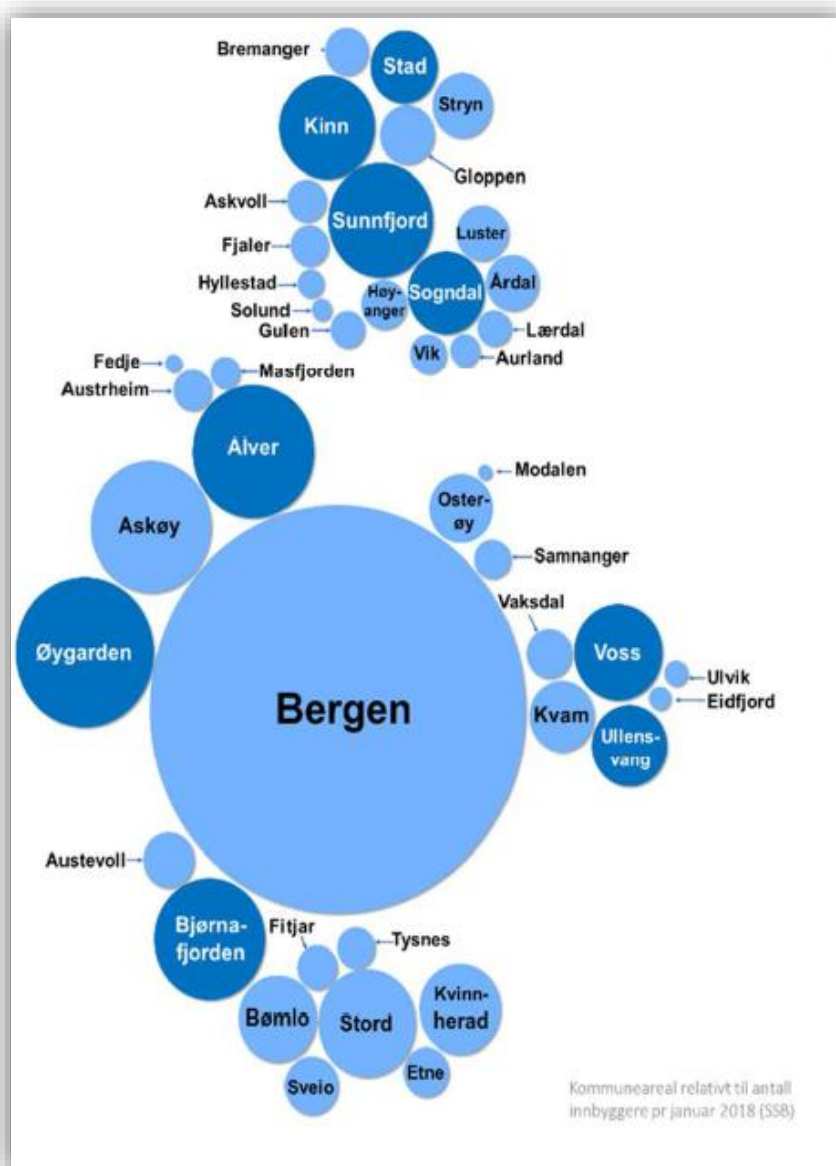 Bremanger
Stad
Stryn
Kinn
Gloppen
Askvoll
Sunnfjord
Luster
Fjaler
Hyllestad
Høy-
anger
Sogndal
Årdal
Solund
Gulen
Lærdal
Vik
Aurland
Fedje
Masfjorden
Austrheim
Alver
Modalen
Oster-
øy
Askøy
Samnanger
Vaksdal
Øygarden
Voss
Ulvik
Eidfjord
Bergen
Kvam
Ullens-
vang
Austevoll
Bjørna-
fjorden
Fitjar
Tysnes
Kvinn-
herad
Bømlo
Stord
Etne
Sveio
Kommuneareal relativt til antall
innbyggere pr januar 2018 (SSB)